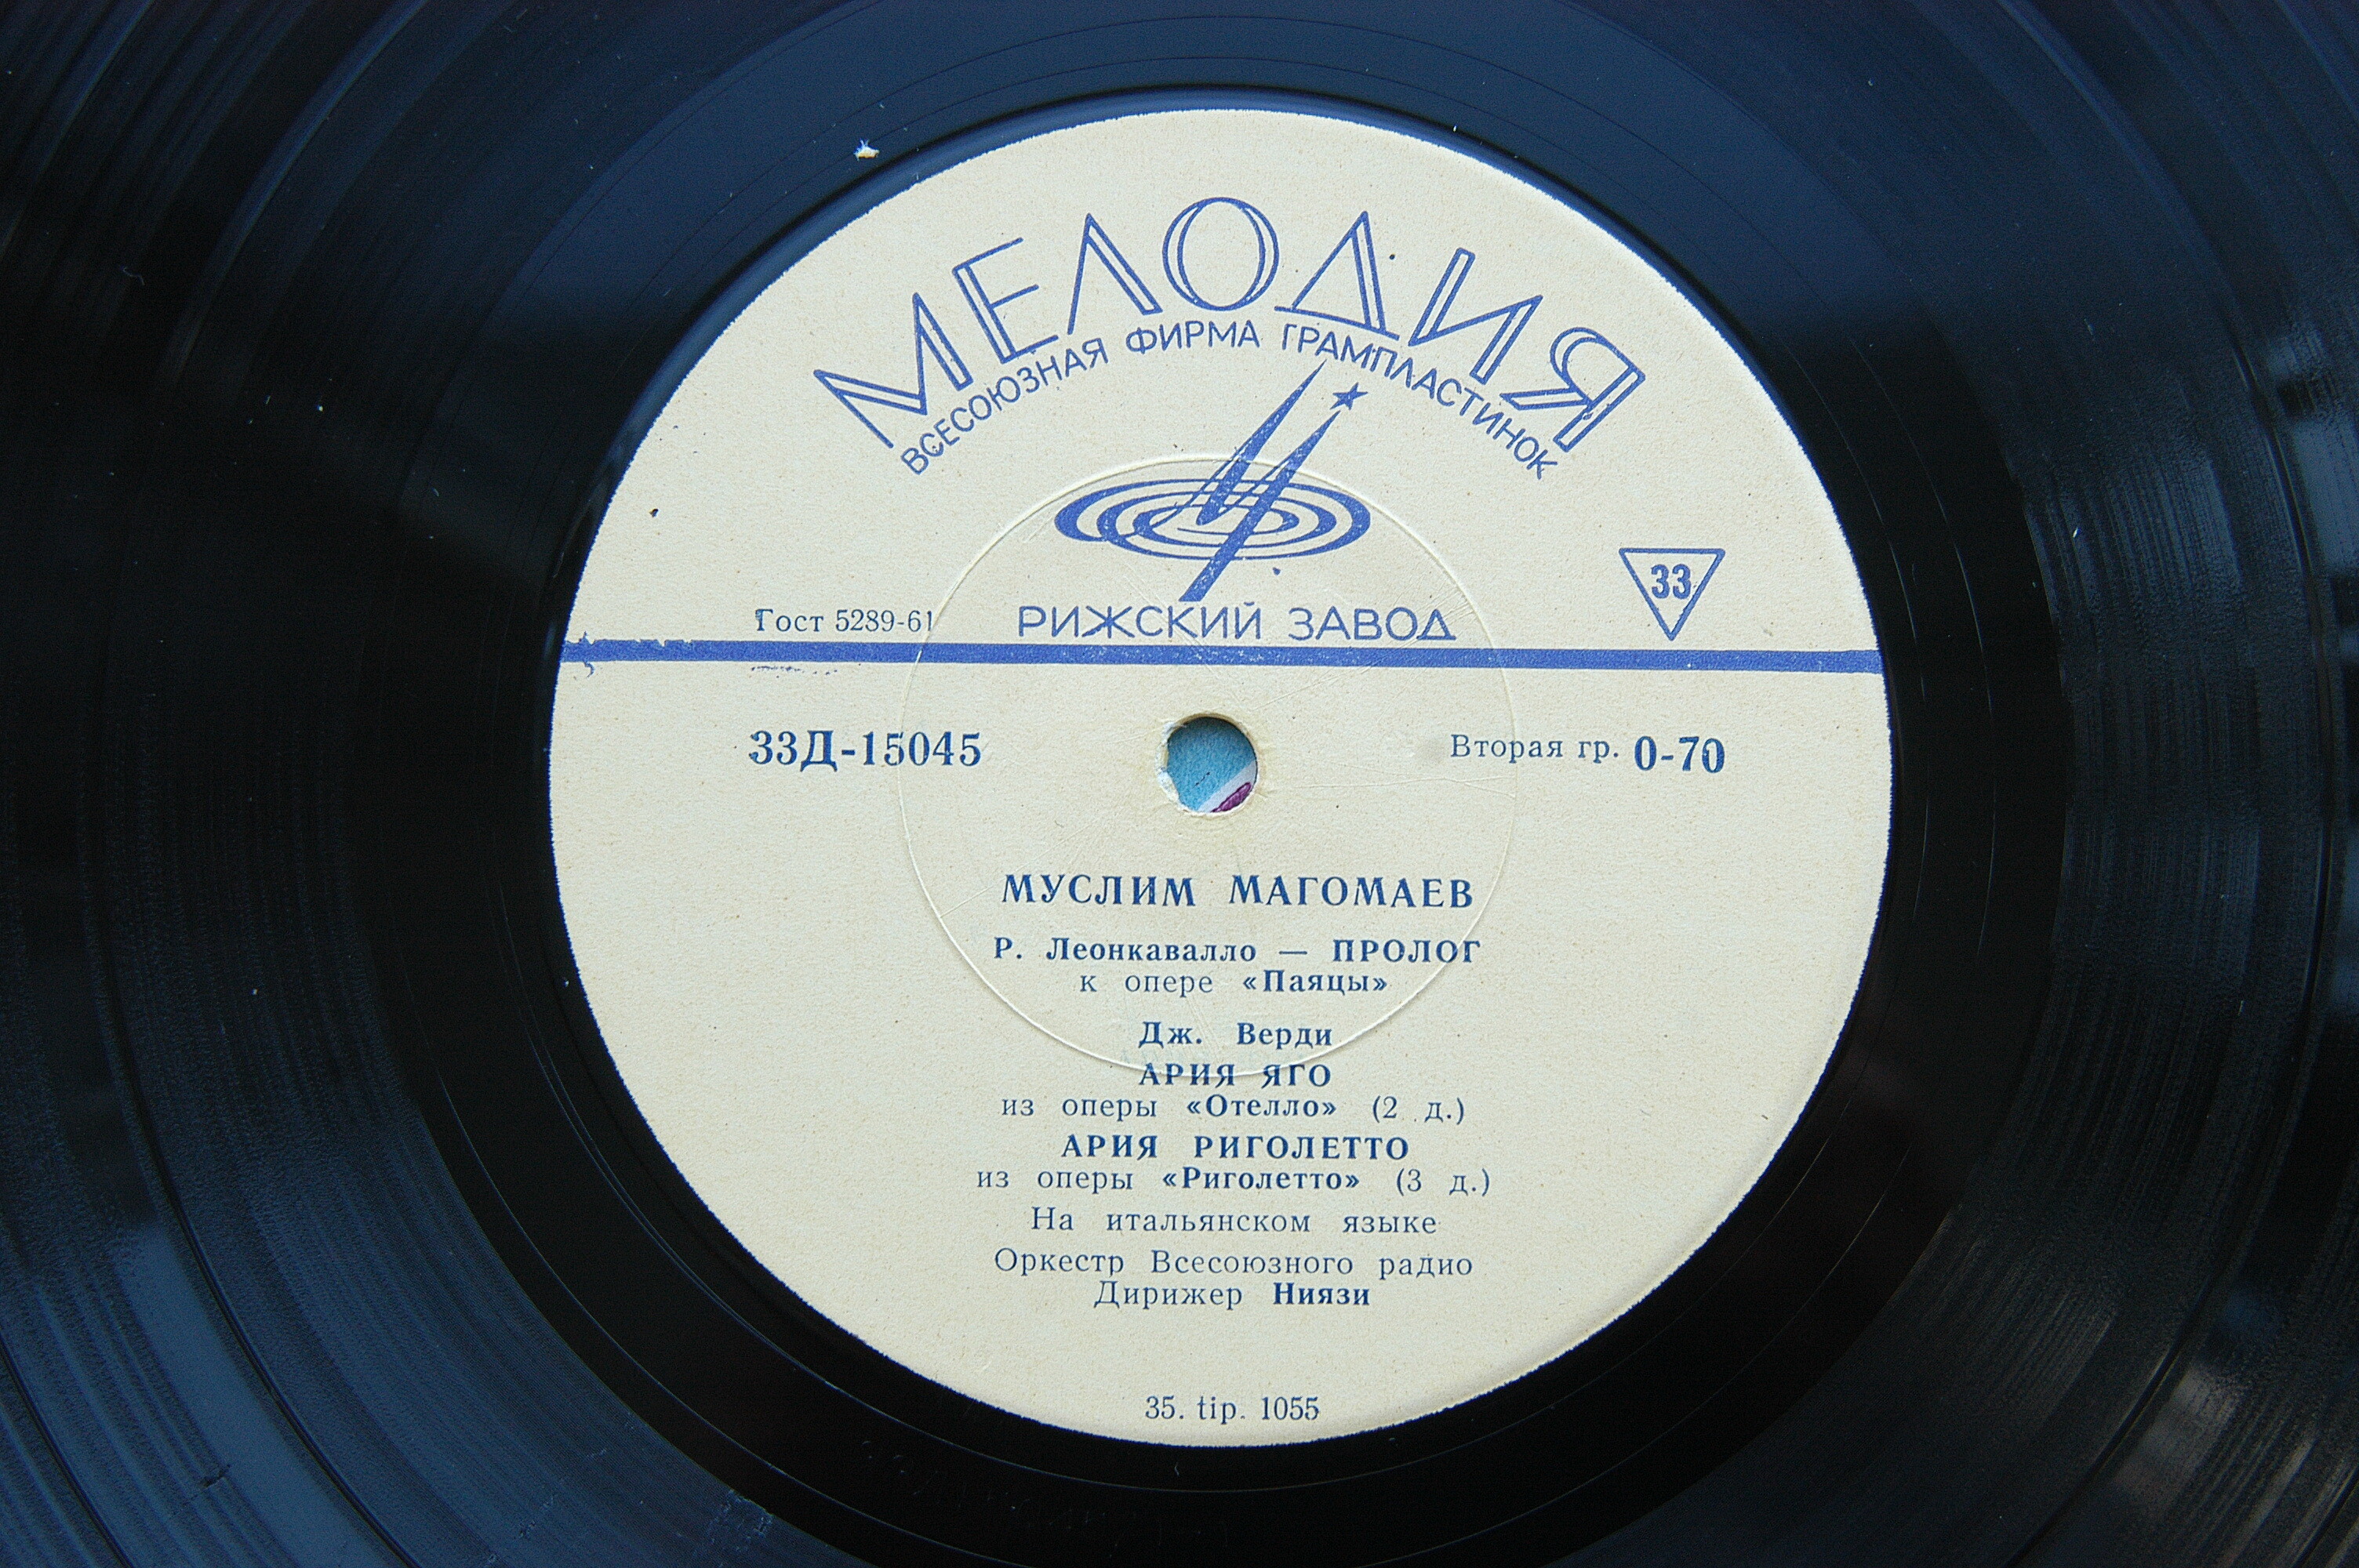 МЕЛОДИЯ
ВСЕСОЮЗНАЯ ФИРМА ГРАМПЛАСТИНОК
33
Гост 5289-61
РИЖСКИЙ ЗАВОД
33Д-15045
Вторая гр. 0-70
МУСЛИМ МАГОМАЕВ
Р. Леонкавалло — ПРОЛОГ
к опере «Паяцы»
Дж. Верди
АРИЯ ЯГО
из оперы «Отелло» (2 д.)
АРИЯ РИГОЛЕТТО
из оперы «Риголетто» (3 д.)
На итальянском языке
Оркестр Всесоюзного радио
Дирижер Ниязи
35. tip. 1055